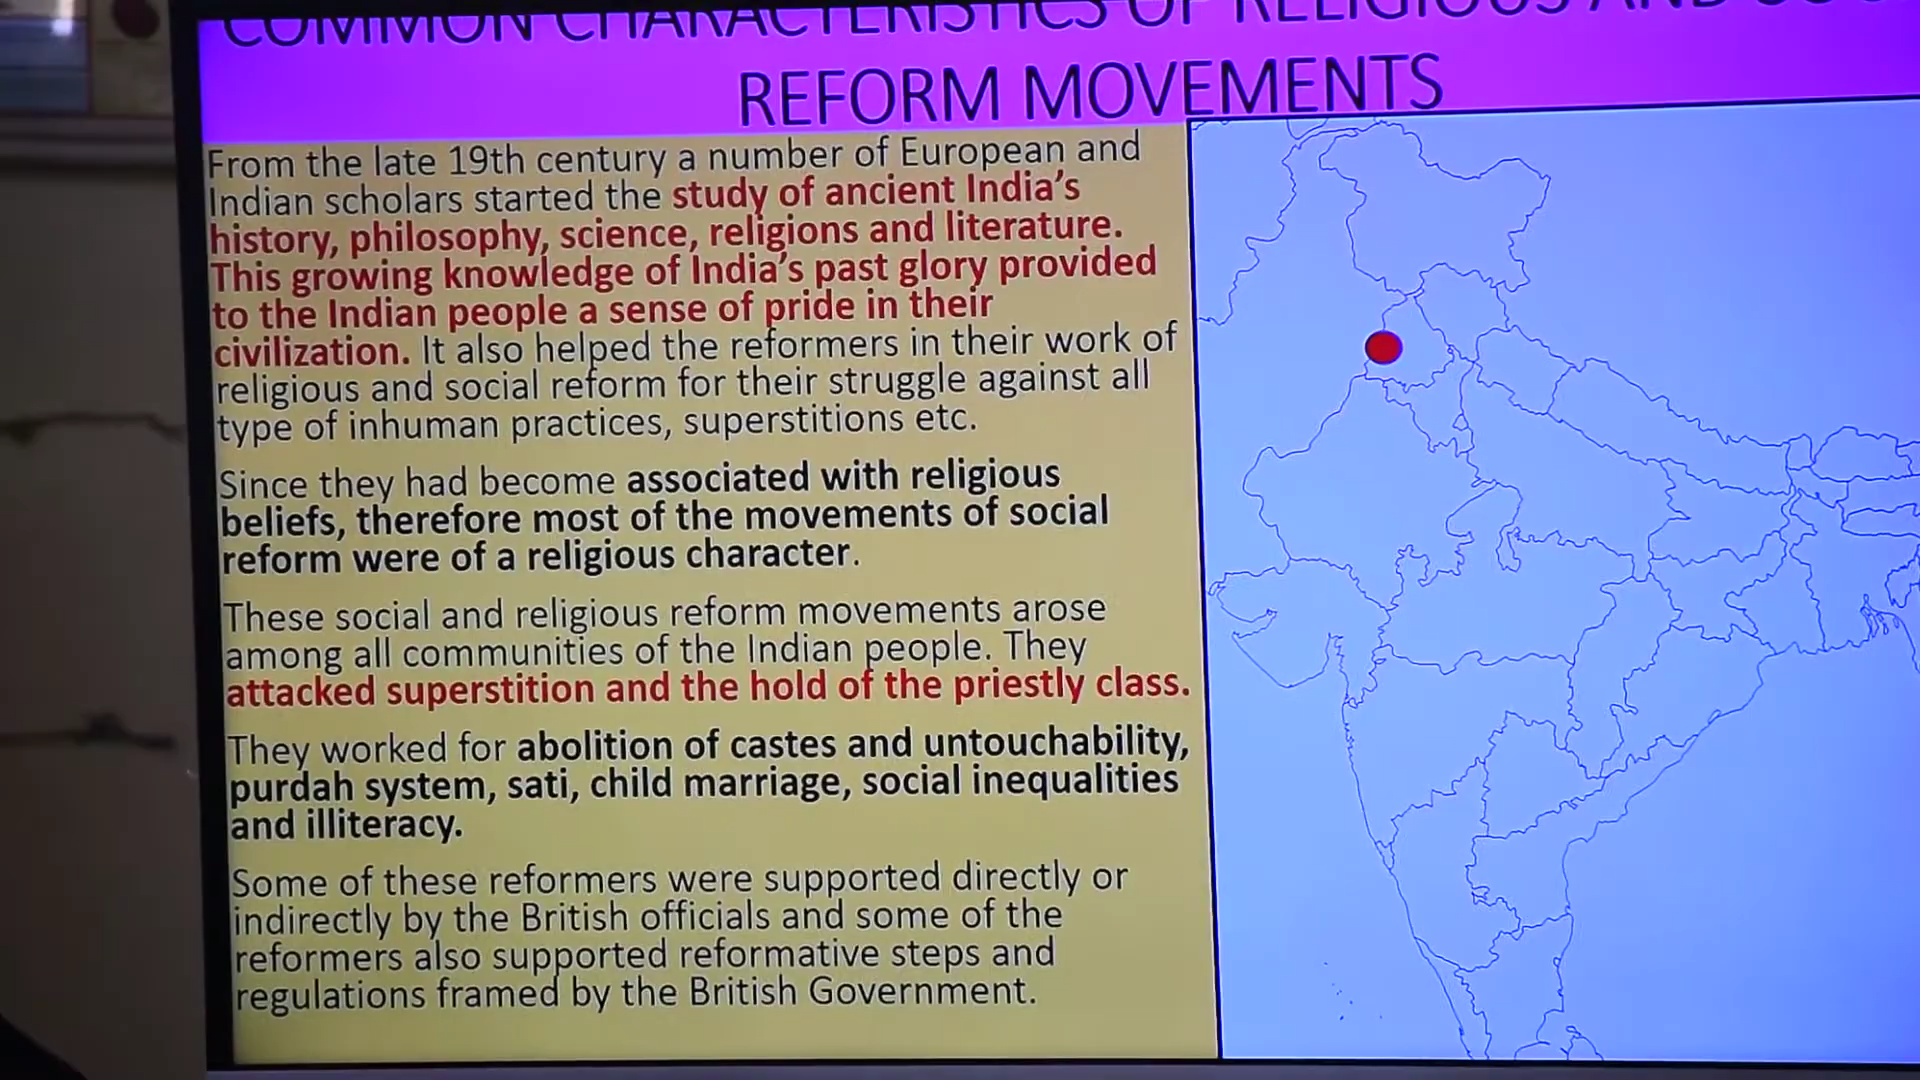 COMMON CHARACTERISTICS OF RELIGIOUS AND
REFORM MOVEMENTS
From the late 19th century a number of European and
Indian scholars started the study of ancient India's
history, philosophy, science, religions and literature.
This growing knowledge of India's past glory provided
to the Indian people a sense of pride in their
civilization. It also helped the reformers in their work of
religious and social reform for their struggle against all
type of inhuman practices, superstitions etc.
Since they had become associated with religious
beliefs, therefore most of the movements of social
reform were of a religious character.
These social and religious reform movements arose
among all communities of the Indian people. They
attacked superstition and the hold of the priestly class.
They worked for abolition of castes and untouchability,
purdah system, sati, child marriage, social inequalities
and illiteracy.
Some of these reformers were supported directly or
indirectly by the British officials and some of the
reformers also supported reformative steps and
regulations framed by the British Government.